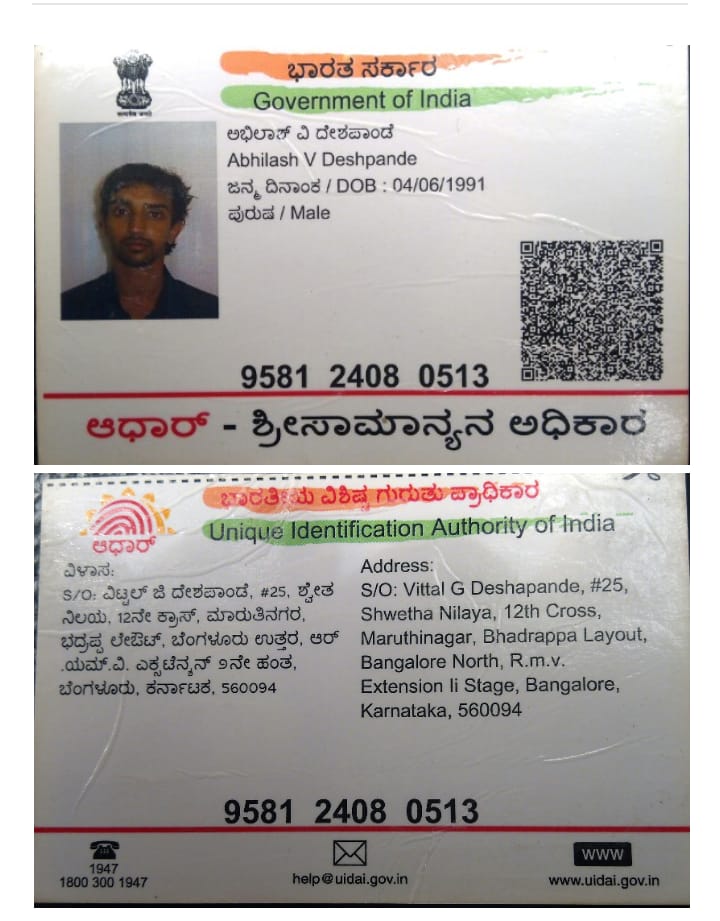 ಭಾರತ ಸರ್ಕಾರ
Government of India
ಅಭಿಲಾಶ್ ವಿ ದೇಶಪಾಂಡೆ
Abhilash V Deshpande
ಜನ್ಮ ದಿನಾಂಕ / DOB : 04/06/1991
ಪುರುಷ / Male
9581 2408 0513
ಆಧಾರ್ - ಶ್ರೀಸಾಮಾನ್ಯನ ಅಧಿಕಾರ
ಭಾರತೀಯ ವಿಶಿಷ್ಟ ಗುರುತು ಪ್ರಾಧಿಕಾರ
Unique Identification Authority of India
ಆಧಾರ್
ವಿಳಾಸ:
S/O: ವಿಟ್ಟಲ್ ಜಿ ದೇಶಪಾಂಡೆ, #25, ಶ್ವೇತ
ನಿಲಯ, 12ನೇ ಕ್ರಾಸ್, ಮಾರುತಿನಗರ,
ಭದ್ರಪ್ಪ ಲೇಔಟ್, ಬೆಂಗಳೂರು ಉತ್ತರ, ಆರ್
.ಯಮ್.ವಿ. ಎಕ್ಸಟೆನ್ಶನ್ ೨ನೇ ಹಂತ,
ಬೆಂಗಳೂರು, ಕರ್ನಾಟಕ, 560094
Address:
S/O: Vittal G Deshapande, #25,
Shwetha Nilaya, 12th Cross,
Maruthinagar, Bhadrappa Layout,
Bangalore North, R.m.v.
Extension Ii Stage, Bangalore,
Karnataka, 560094
9581 2408 0513
1947
1800 300 1947
help@uidai.gov.in
WWW
www.uidai.gov.in